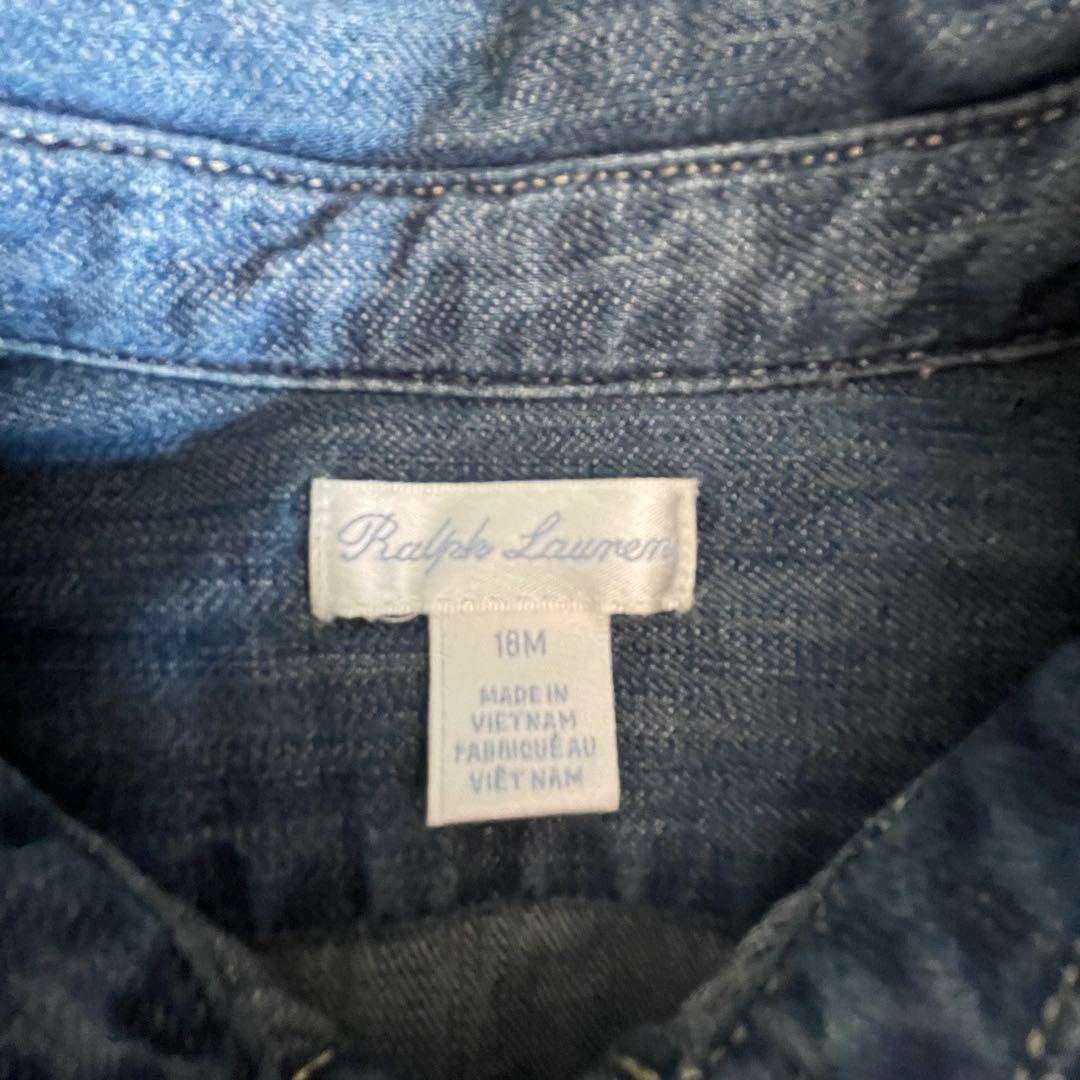 Ralph Lauren
18M
MADE IN
VIETNAM
FABRIQUÉ AU
VIÊT NAM